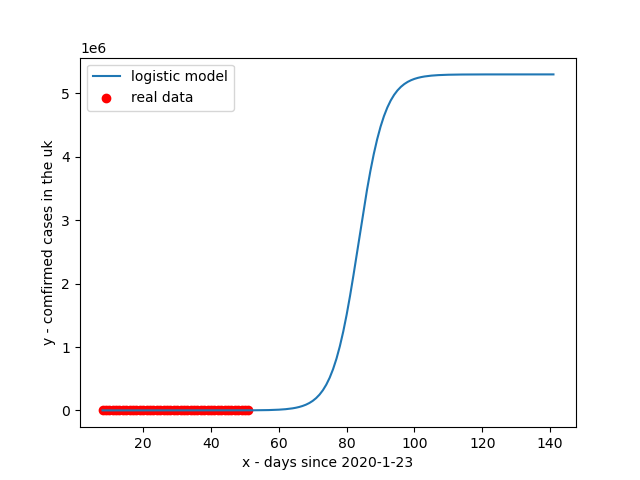 1e6
logistic model
real data
5
4
3
2
1
0
y - comfirmed cases in the uk
20 40 60 80 100 120 140
x - days since 2020-1-23